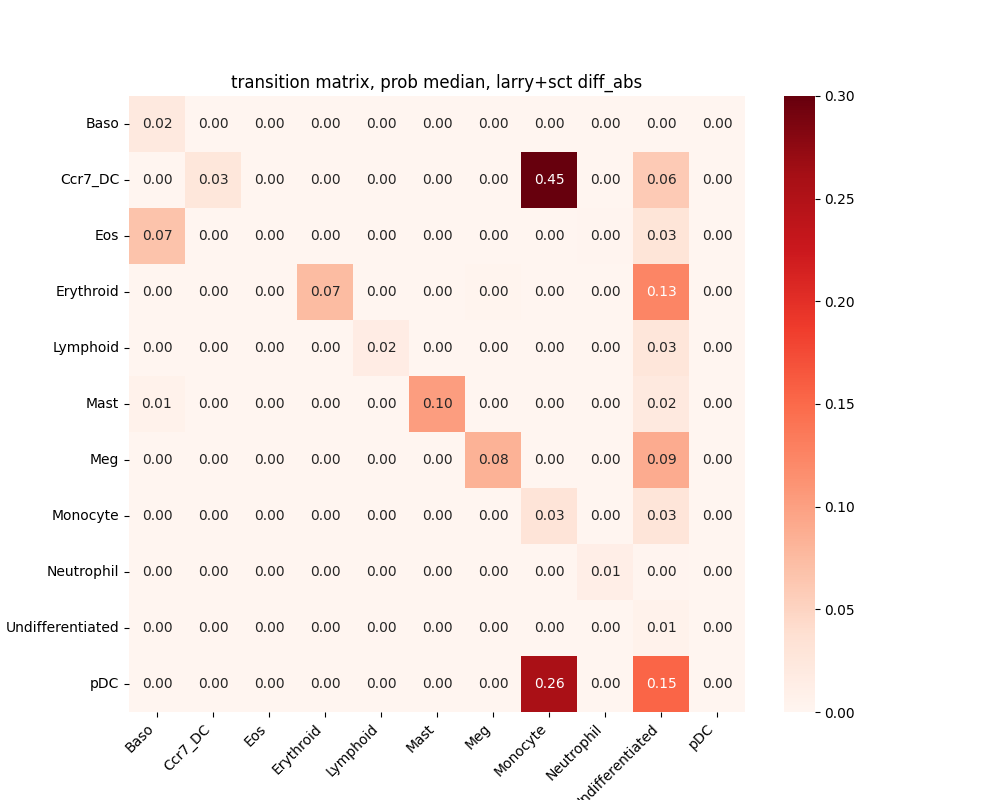 transition matrix, prob median, larry+sct diff_abs
Baso 0.02 0.00 0.00 0.00 0.00 0.00 0.00 0.00 0.00 0.00 0.00
Ccr7_DC 0.00 0.03 0.00 0.00 0.00 0.00 0.00 0.45 0.00 0.06 0.00
Eos 0.07 0.00 0.00 0.00 0.00 0.00 0.00 0.00 0.00 0.03 0.00
Erythroid 0.00 0.00 0.00 0.07 0.00 0.00 0.00 0.00 0.00 0.13 0.00
Lymphoid 0.00 0.00 0.00 0.00 0.02 0.00 0.00 0.00 0.00 0.03 0.00
Mast 0.01 0.00 0.00 0.00 0.00 0.10 0.00 0.00 0.00 0.02 0.00
Meg 0.00 0.00 0.00 0.00 0.00 0.00 0.08 0.00 0.00 0.09 0.00
Monocyte 0.00 0.00 0.00 0.00 0.00 0.00 0.00 0.03 0.00 0.03 0.00
Neutrophil 0.00 0.00 0.00 0.00 0.00 0.00 0.00 0.00 0.01 0.00 0.00
Undifferentiated 0.00 0.00 0.00 0.00 0.00 0.00 0.00 0.00 0.00 0.01 0.00
pDC 0.00 0.00 0.00 0.00 0.00 0.00 0.00 0.26 0.00 0.15 0.00
Baso Ccr7_DC Eos Erythroid Lymphoid Mast Meg Monocyte Neutrophil ndifferentiated pDC
0.30
0.25
0.20
0.15
0.10
0.05
0.00